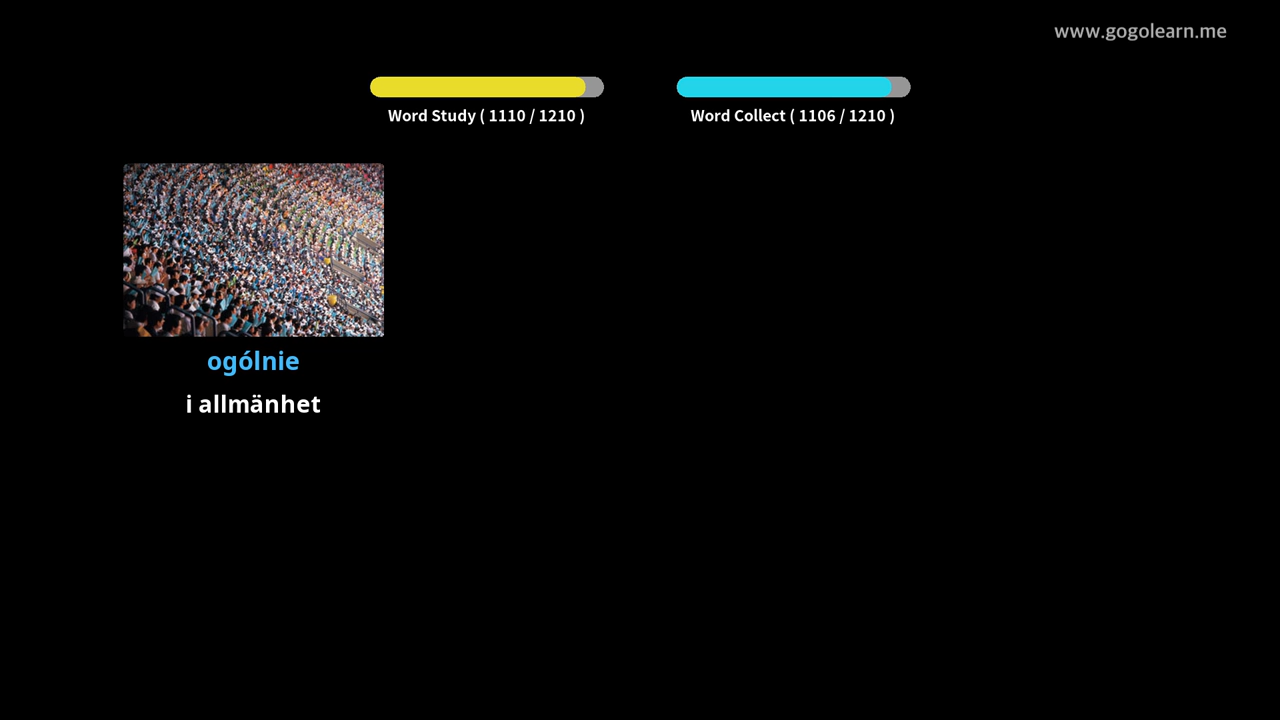 www.gogolearn.me
Word Study ( 1110 / 1210 )
Word Collect ( 1106 / 1210 )
ogólnie
i allmänhet